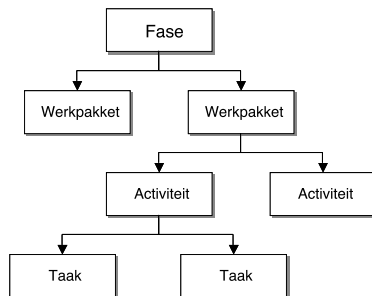 Fase
Werkpakket
Werkpakket
Activiteit
Activiteit
Taak
Taak